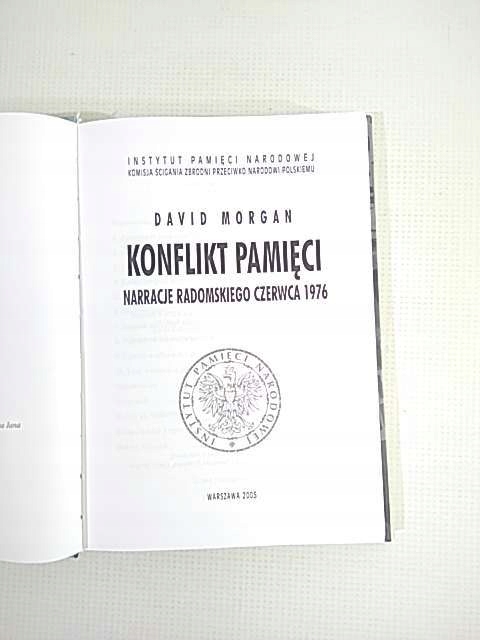 INSTYTUT PAMIĘCI NARODOWEJ
KOMISJA ŚCIGANIA ZBRODNI PRZECIWKO NARODOWI POLSKIEMU
DAVID MORGAN
KONFLIKT PAMIĘCI
NARRACJE RADOMSKIEGO CZERWCA 1976
INSTYTUT PAMIĘCI NARODOWEJ
WARSZAWA 2005